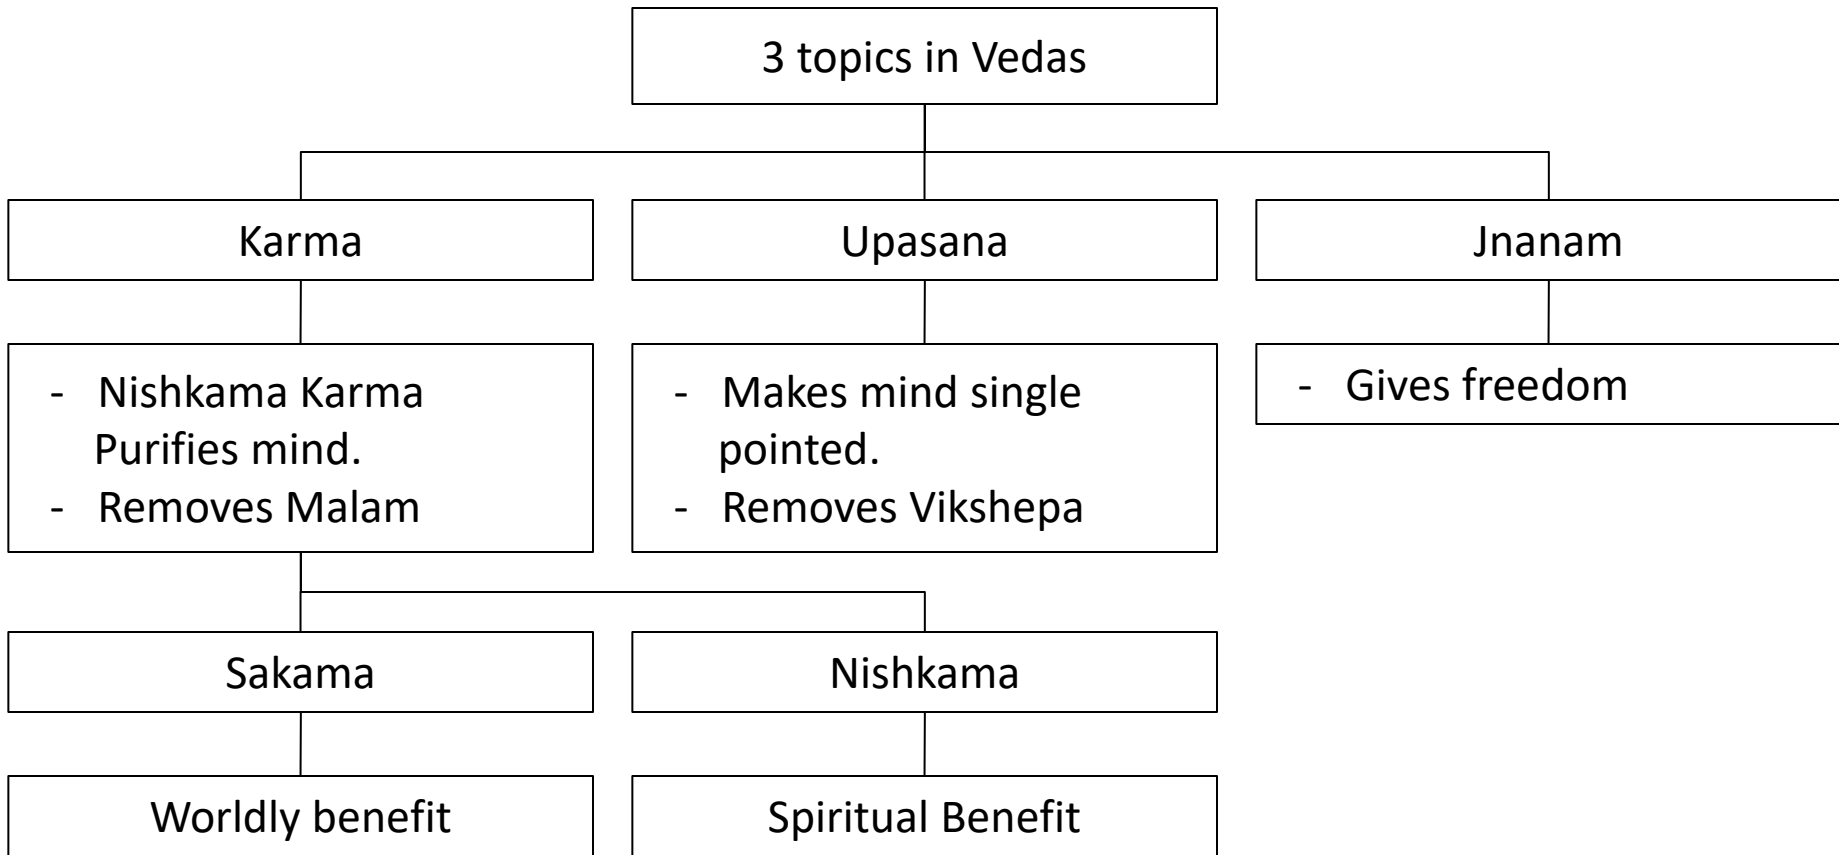 3 topics in Vedas
Karma
Upasana
Jnanam
- Nishkama Karma
Purifies mind.
- Removes Malam
- Makes mind single
pointed.
- Removes Vikshepa
- Gives freedom
Sakama
Nishkama
Worldly benefit
Spiritual Benefit